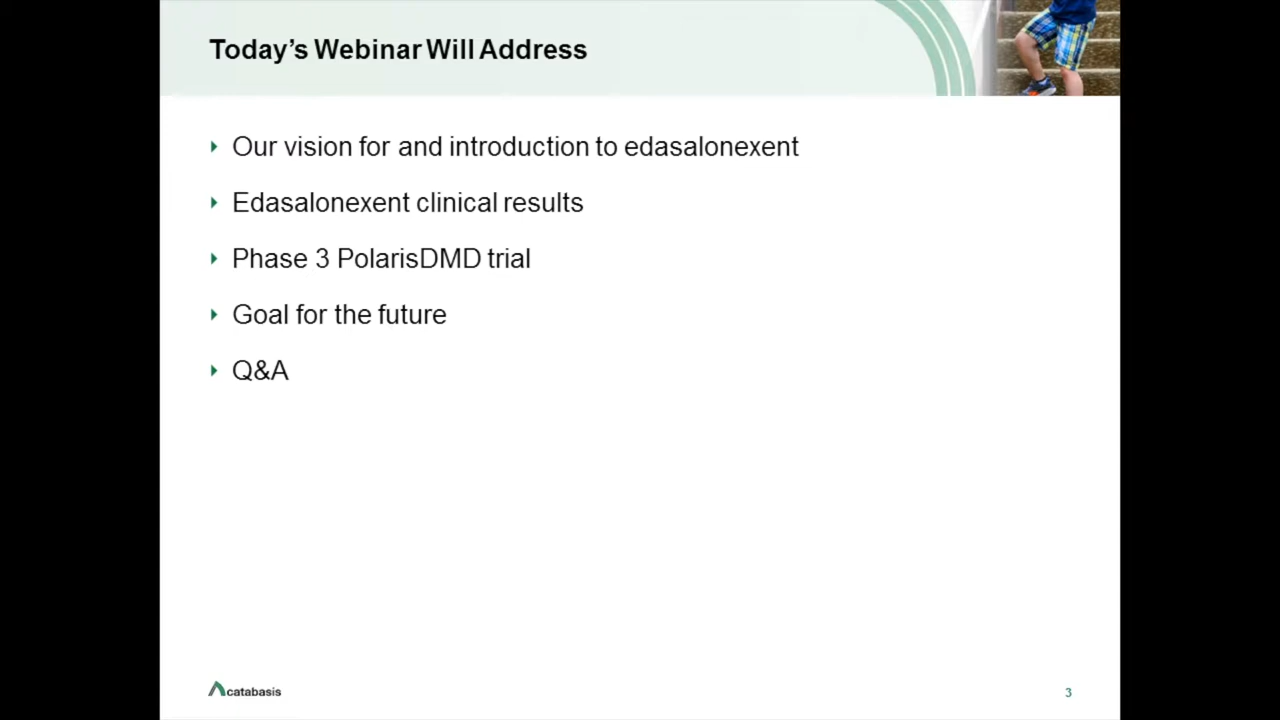 Today’s Webinar Will Address
Our vision for and introduction to edasalonexent
Edasalonexent clinical results
Phase 3 PolarisDMD trial
Goal for the future
Q&A
catabasis
3